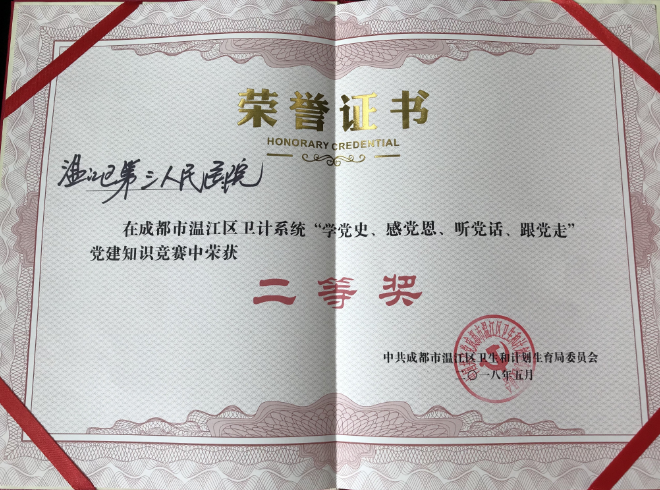 荣誉证书
HONORARY CREDENTIAL
温江区第三人民医院
在成都市温江区卫计系统“学党史、感党恩、听党话、跟党走”
党建知识竞赛中荣获
二等奖
中共成都市温江区卫生和计划生育局委员会
二〇一八年五月